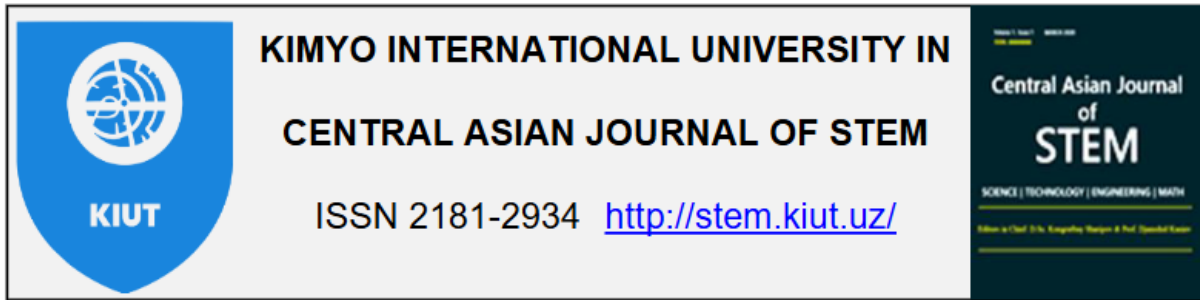 KIUT
KIMYO INTERNATIONAL UNIVERSITY IN
CENTRAL ASIAN JOURNAL OF STEM
ISSN 2181-2934 http://stem.kiut.uz/
Central Asian Journal
of
STEM
SCIENCE | TECHNOLOGY | ENGINEERING | MATH